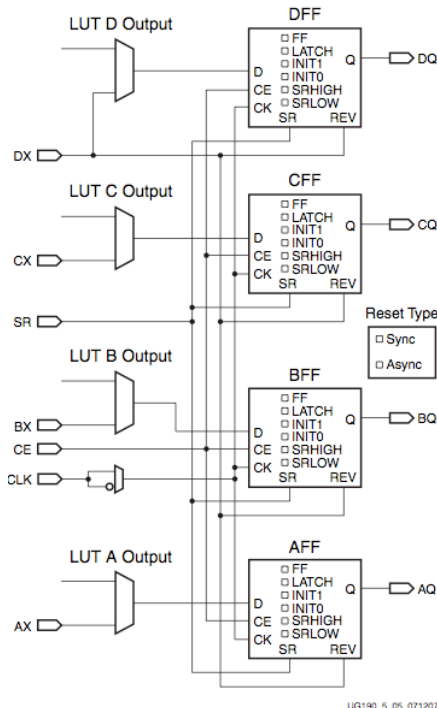 LUT D Output
DFF
FF
LATCH
INIT1
INIT0
SRHIGH
SRLOW
D
CE
CK
Q
SR REV
DQ
DX
LUT C Output
CFF
FF
LATCH
INIT1
INIT0
SRHIGH
SRLOW
D
CE
CK
Q
SR REV
CQ
CX
SR
Reset Type
Sync
Async
LUT B Output
BFF
FF
LATCH
INIT1
INIT0
SRHIGH
SRLOW
D
CE
CK
Q
SR REV
BQ
BX
CE
CLK
LUT A Output
AFF
FF
LATCH
INIT1
INIT0
SRHIGH
SRLOW
D
CE
CK
Q
SR REV
AQ
AX
UG190_5_05_071207